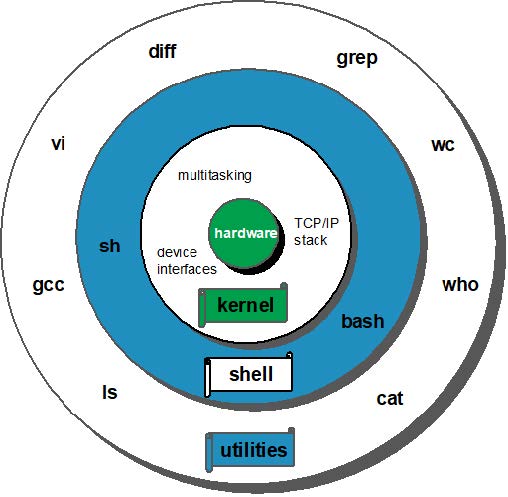 diff
grep
vi
wc
multitasking
hardware
TCP/IP
stack
sh
device
interfaces
gcc
who
kernel
bash
shell
ls
cat
utilities